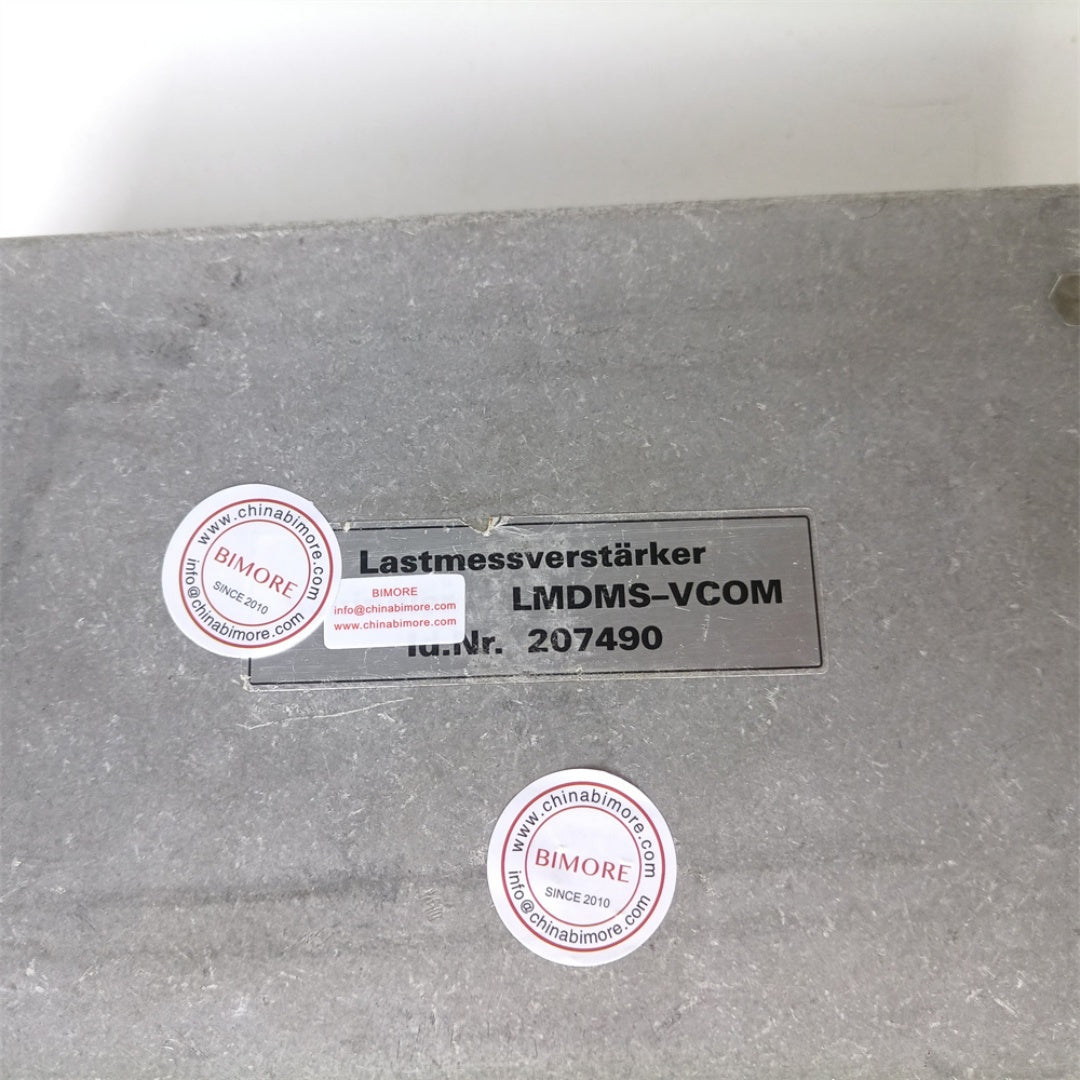 www.chinabimore.com
BIMORE
SINCE 2010
info@chinabimore.com
Lastmessverstärker
BIMORE
info@chinabimore.com
www.chinabimore.com
LMDMS–VCOM
Id.Nr. 207490
www.chinabimore.com
BIMORE
SINCE 2010
info@chinabimore.com